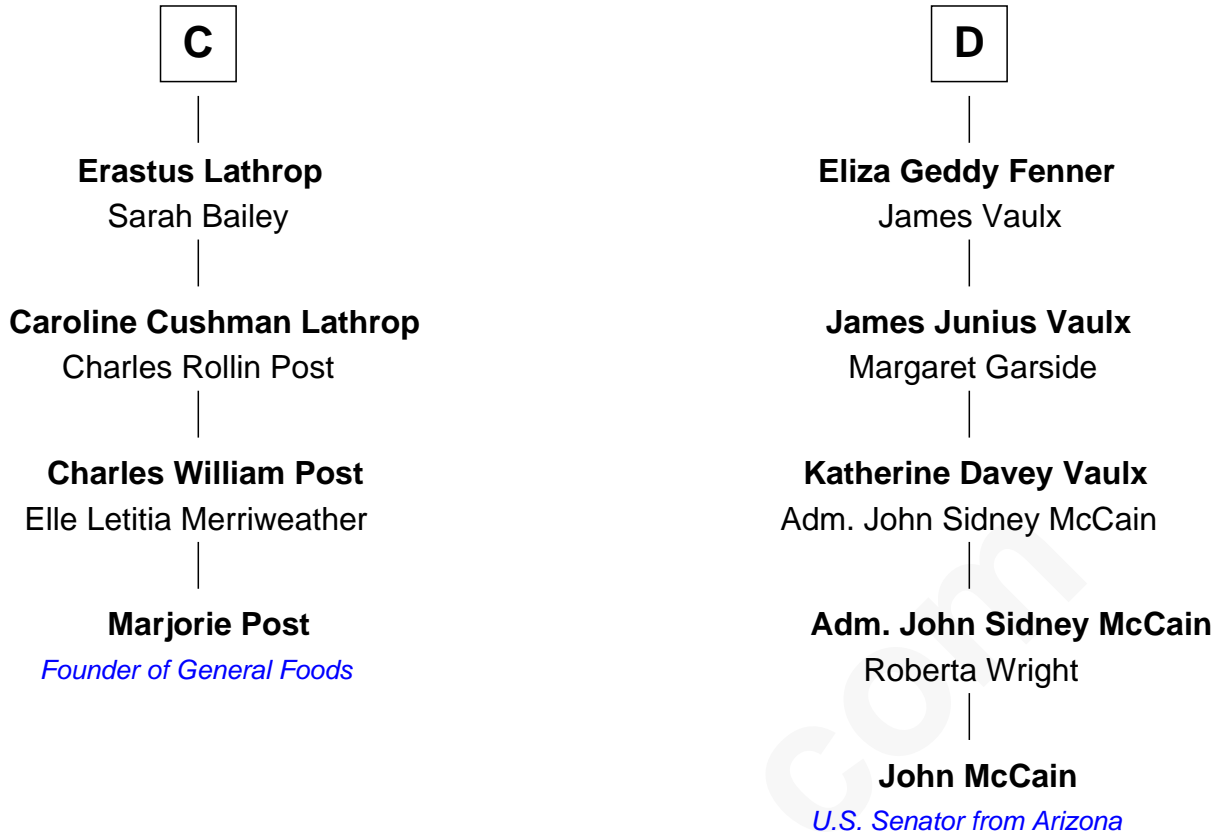 C
Erastus Lathrop
Sarah Bailey
Caroline Cushman Lathrop
Charles Rollin Post
Charles William Post
Elle Letitia Merriweather
Marjorie Post
Founder of General Foods
D
Eliza Geddy Fenner
James Vaulx
James Junius Vaulx
Margaret Garside
Katherine Davey Vaulx
Adm. John Sidney McCain
Adm. John Sidney McCain
Roberta Wright
John McCain
U.S. Senator from Arizona
com